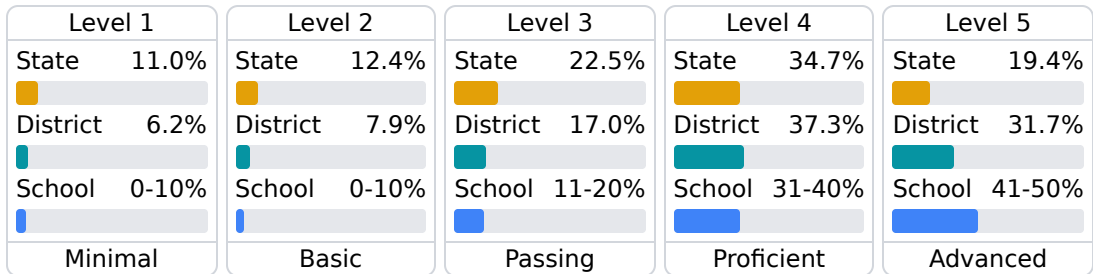 Level 1
State 11.0%
District 6.2%
School 0-10%
Minimal
Level 2
State 12.4%
District 7.9%
School 0-10%
Basic
Level 3
State 22.5%
District 17.0%
School 11-20%
Passing
Level 4
State 34.7%
District 37.3%
School 31-40%
Proficient
Level 5
State 19.4%
District 31.7%
School 41-50%
Advanced